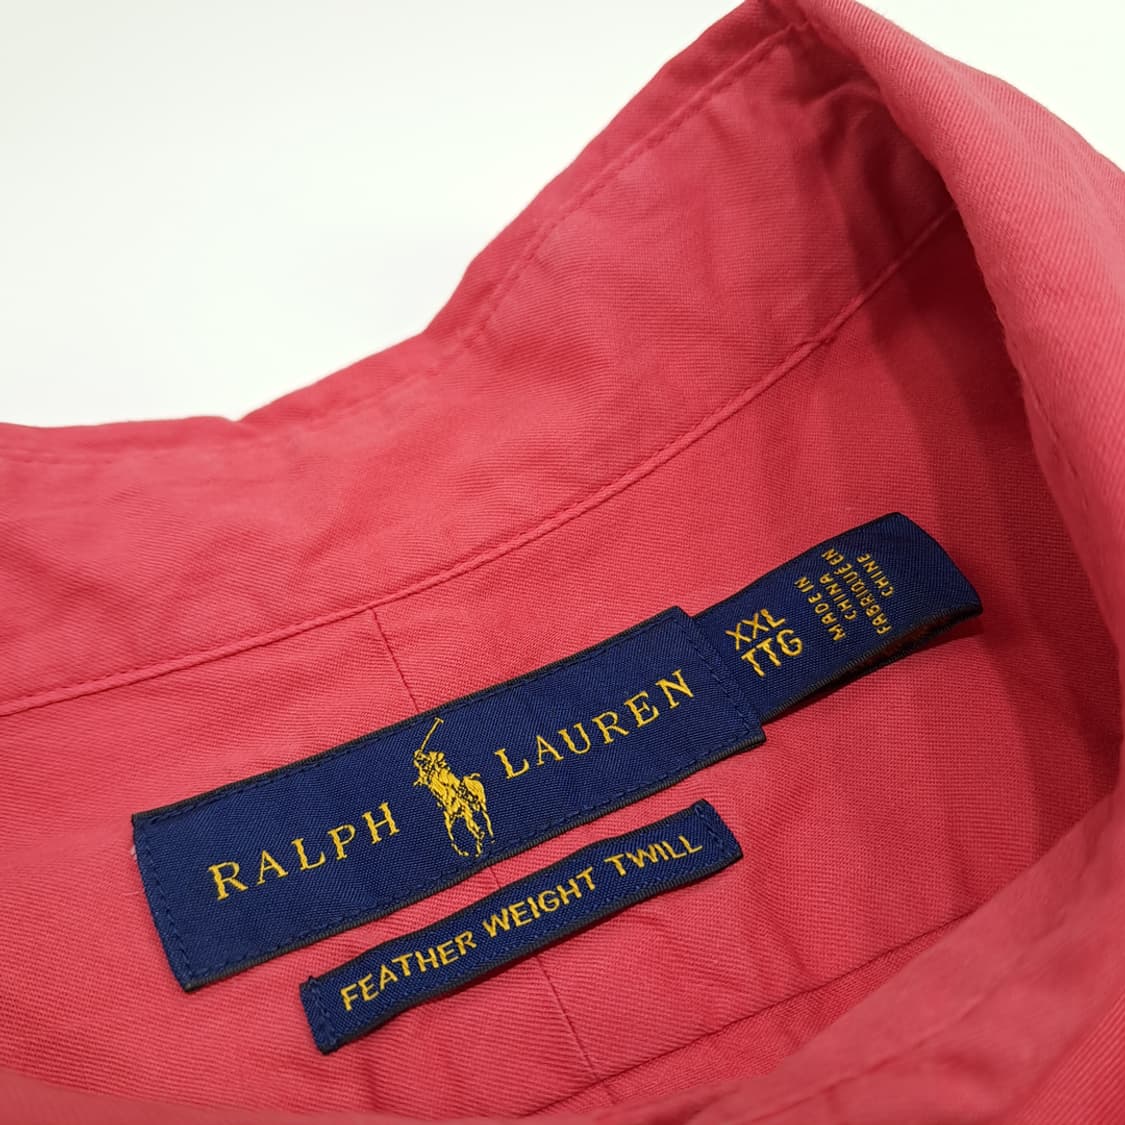 RALPH LAUREN
XXL
TTG
MADE IN
CHINA
FABRIQUÉ EN
CHINE
FEATHER WEIGHT TWILL